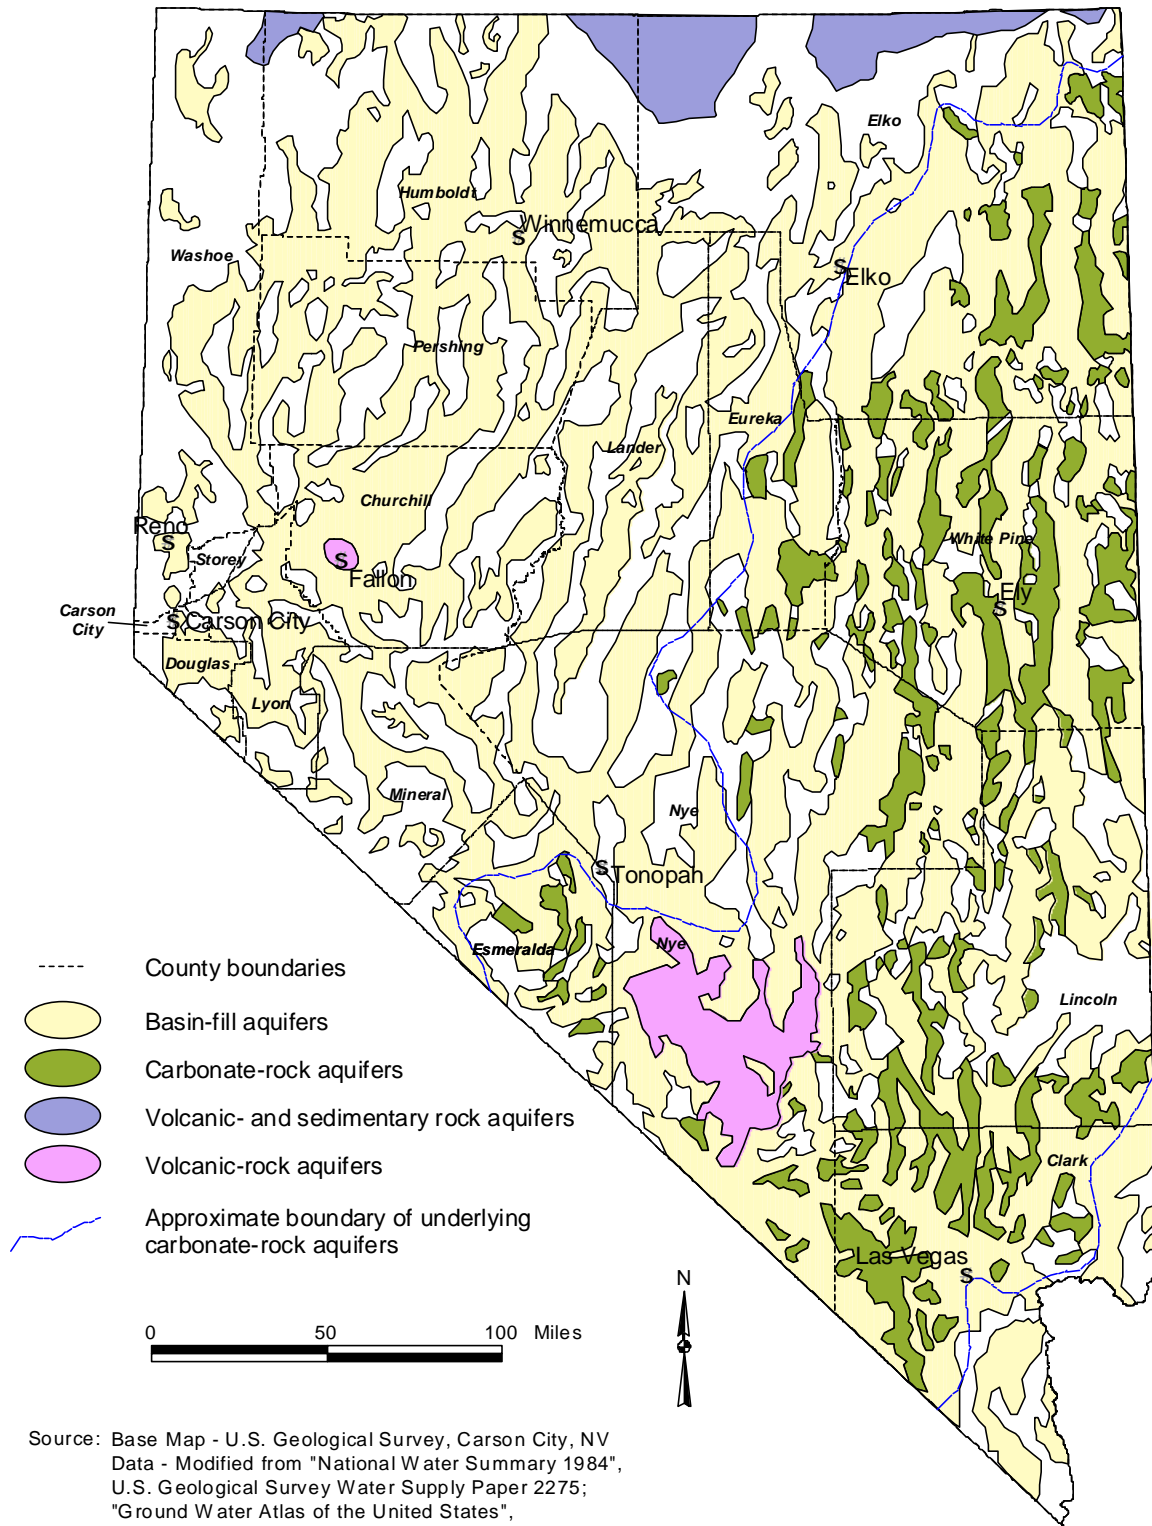 Elko
Humboldt
Winnemucca
S
Washoe
S
Elko
Pershing
Eureka
Lander
Churchill
Reno
S
White Pine
Storey
S
Fallon
Ely
S
Carson
City
S
Carson City
Douglas
Lyon
Mineral
Nye
S
Tonopah
Esmeralda
Nye
Lincoln
Clark
Las Vegas
S
County boundaries
Basin-fill aquifers
Carbonate-rock aquifers
Volcanic- and sedimentary rock aquifers
Volcanic-rock aquifers
Approximate boundary of underlying
carbonate-rock aquifers
N
0 50 100 Miles
Source: Base Map - U.S. Geological Survey, Carson City, NV
Data - Modified from "National Water Summary 1984",
U.S. Geological Survey Water Supply Paper 2275;
"Ground Water Atlas of the United States",